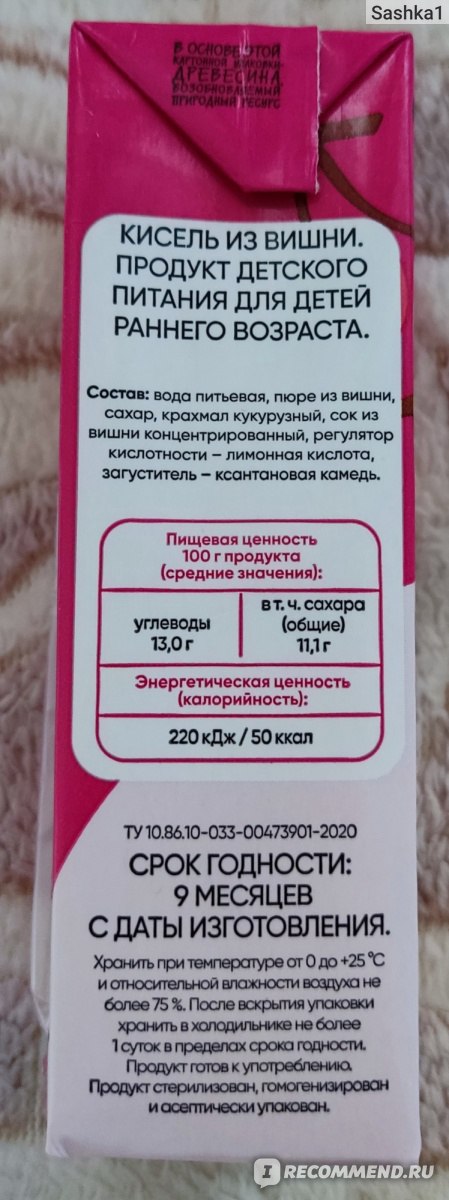 Sashka1
В ОСНОВЕ ЭТОЙ
КАРТОННОЙ УПАКОВКИ-
ДРЕВЕСИНА,
ВОЗОБНОВЛЯЕМЫЙ
ПРИРОДНЫЙ РЕСУРС
КИСЕЛЬ ИЗ ВИШНИ.
ПРОДУКТ ДЕТСКОГО
ПИТАНИЯ ДЛЯ ДЕТЕЙ
РАННЕГО ВОЗРАСТА.
Состав: вода питьевая, пюре из вишни,
сахар, крахмал кукурузный, сок из
вишни концентрированный, регулятор
кислотности – лимонная кислота,
загуститель – ксантановая камедь.
Пищевая ценность
100 г продукта
(средние значения):
углеводы
13,0 г
в т. ч. сахара
(общие)
11,1 г
Энергетическая ценность
(калорийность):
220 кДж / 50 ккал
ТУ 10.86.10-033-00473901-2020
СРОК ГОДНОСТИ:
9 МЕСЯЦЕВ
С ДАТЫ ИЗГОТОВЛЕНИЯ.
Хранить при температуре от 0 до +25 °С
и относительной влажности воздуха не
более 75 %. После вскрытия упаковки
хранить в холодильнике не более
1 суток в пределах срока годности.
Продукт готов к употреблению.
Продукт стерилизован, гомогенизирован
и асептически упакован.
IRECOMMEND.RU